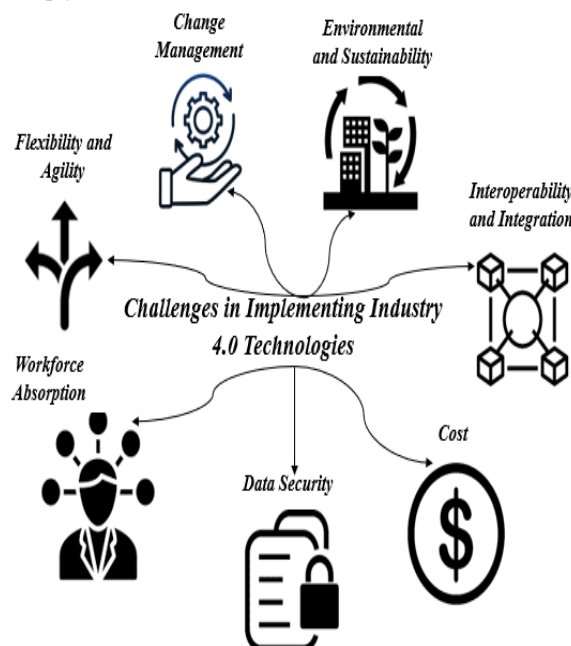 Change
Management
Environmental
and Sustainability
Flexibility and
Agility
Interoperability
and Integration
Challenges in Implementing Industry
4.0 Technologies
Workforce
Absorption
Cost
Data Security
$